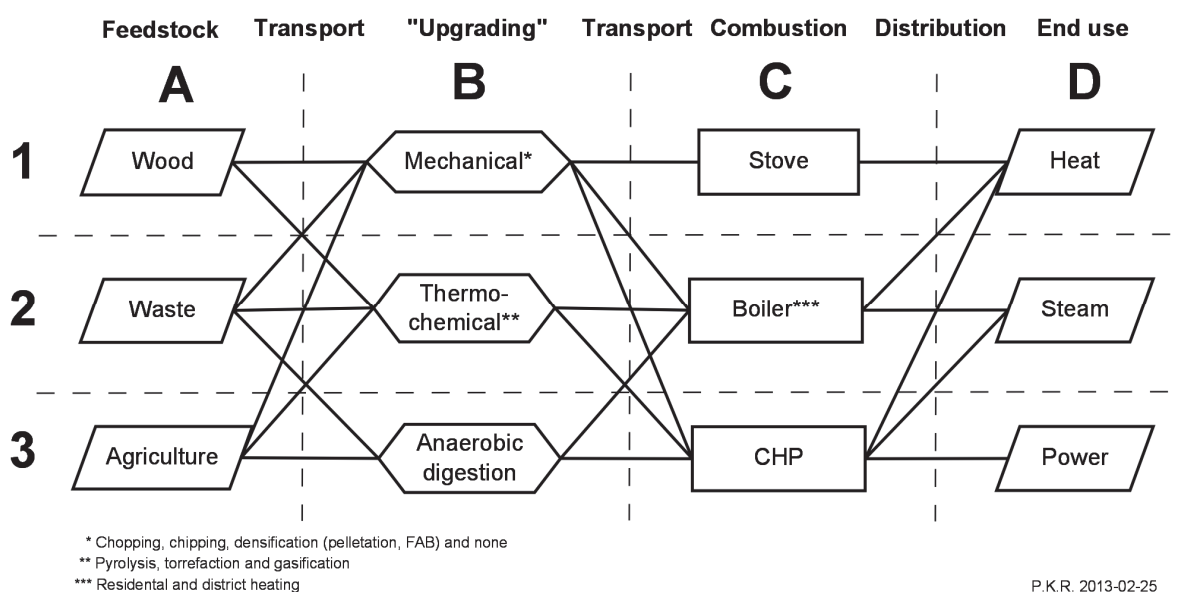 Feedstock Transport "Upgrading" Transport Combustion Distribution End use
A B C D
1 Wood Mechanical* Stove Heat
2 Waste Thermo-
chemical** Boiler*** Steam
3 Agriculture Anaerobic
digestion CHP Power
* Chopping, chipping, densification (pelletation, FAB) and none
** Pyrolysis, torrefaction and gasification
*** Residental and district heating
P.K.R. 2013-02-25